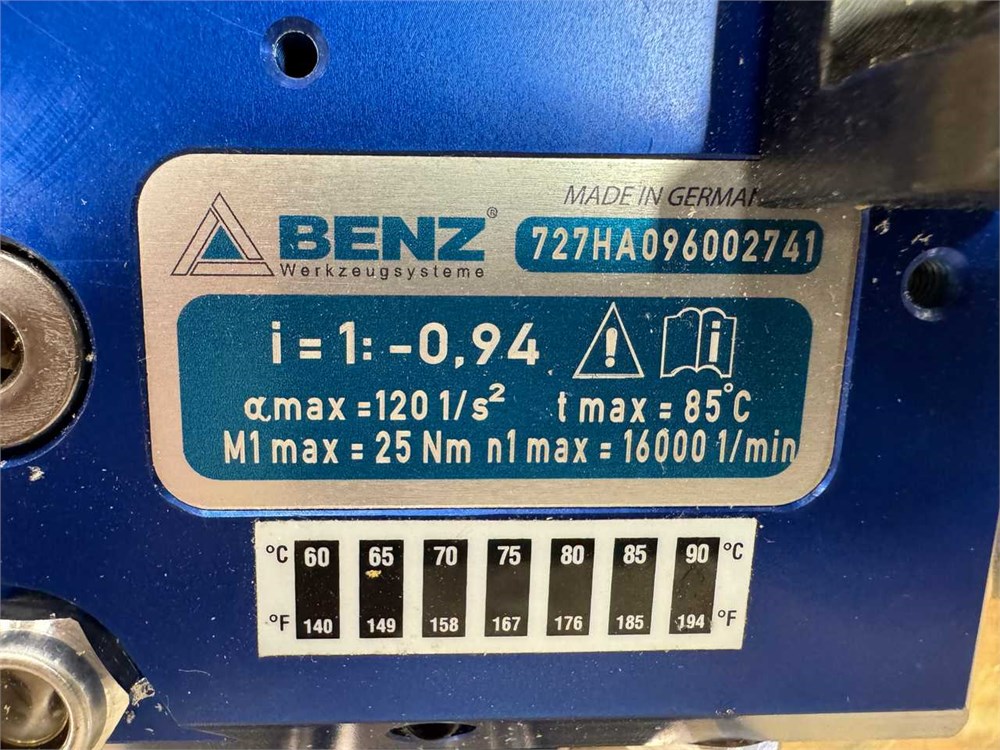 MADE IN GERMAN
BENZ®
Werkzeugsysteme
727HA096002741
i = 1: -0,94
i
αmax =120 1/s² t max = 85°C
M1 max = 25 Nm n1 max = 16000 1/min
°C 60 65 70 75 80 85 90 °C
°F 140 149 158 167 176 185 194 °F